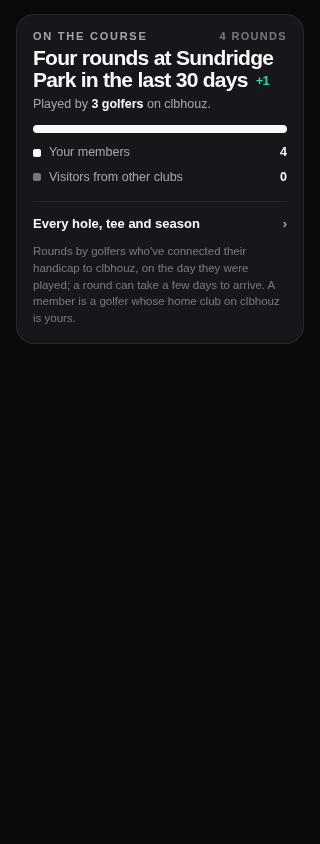 ON THE COURSE 4 ROUNDS
Four rounds at Sundridge
Park in the last 30 days +1
Played by 3 golfers on clbhouz.
Your members 4
Visitors from other clubs 0
Every hole, tee and season ›
Rounds by golfers who've connected their
handicap to clbhouz, on the day they were
played; a round can take a few days to arrive. A
member is a golfer whose home club on clbhouz
is yours.